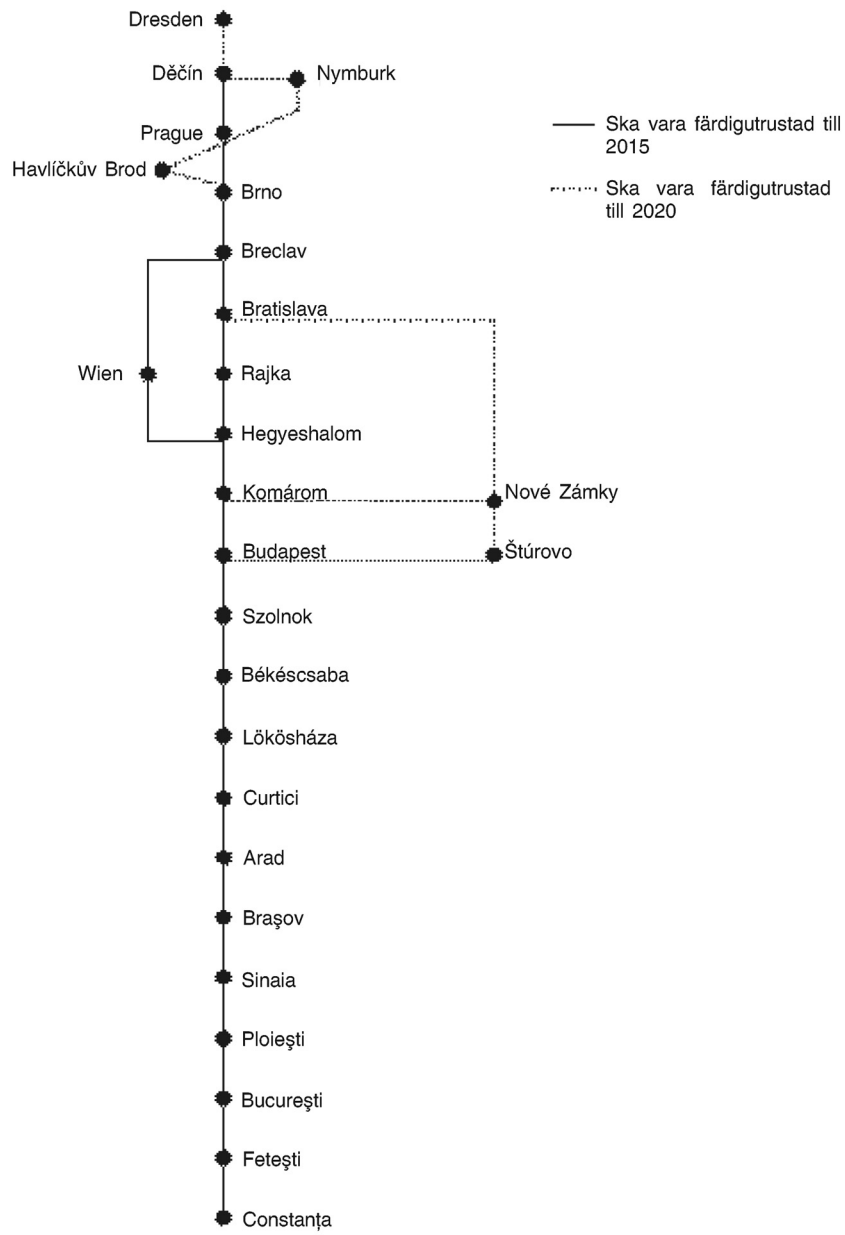 Dresden
Děčín
Nymburk
Prague
Ska vara färdigutrustad till
2015
Havlíčkův Brod
Brno
Ska vara färdigutrustad
till 2020
Breclav
Bratislava
Wien
Rajka
Hegyeshalom
Komárom
Nové Zámky
Budapest
Štúrovo
Szolnok
Békéscsaba
Lökösháza
Curtici
Arad
Braşov
Sinaia
Ploieşti
Bucureşti
Feteşti
Constanţa